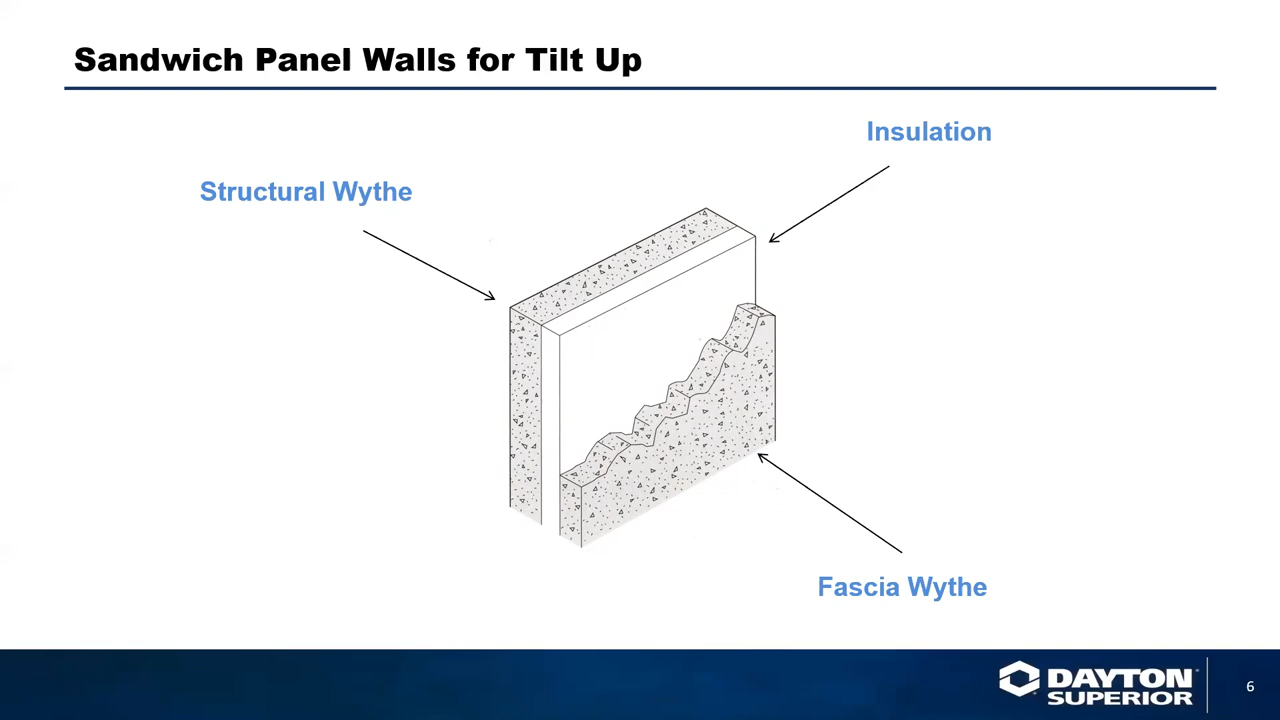 Sandwich Panel Walls for Tilt Up
Insulation
Structural Wythe
Fascia Wythe
DAYTON
SUPERIOR
6